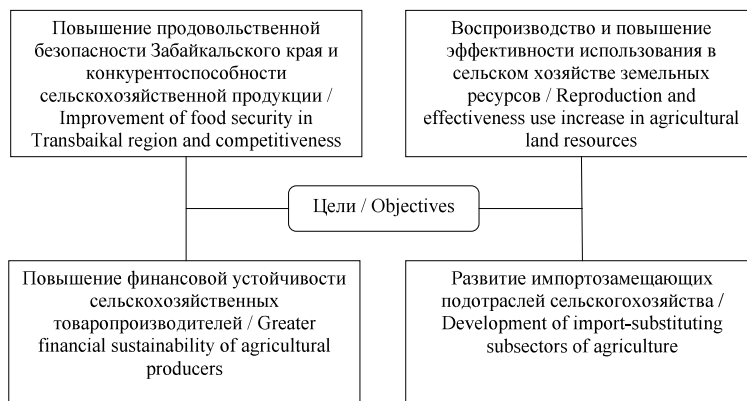 Повышение продовольственной
безопасности Забайкальского края и
конкурентоспособности
сельскохозяйственной продукции /
Improvement of food security in
Transbaikal region and competitiveness
Воспроизводство и повышение
эффективности использования в
сельском хозяйстве земельных
ресурсов / Reproduction and
effectiveness use increase in agricultural
land resources
Цели / Objectives
Повышение финансовой устойчивости
сельскохозяйственных
товаропроизводителей / Greater
financial sustainability of agricultural
producers
Развитие импортозамещающих
подотраслей сельскогохозяйства /
Development of import-substituting
subsectors of agriculture